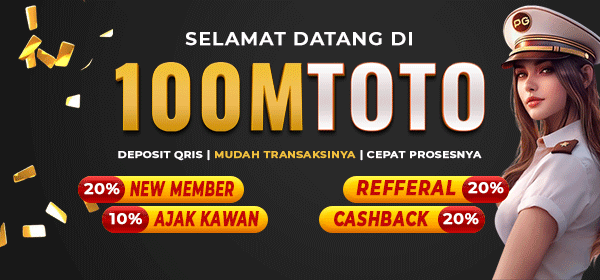 SELAMAT DATANG DI
100MTOTO
DEPOSIT QRIS | MUDAH TRANSAKSINYA | CEPAT PROSESNYA
20% NEW MEMBER
REFFERAL 20%
10% AJAK KAWAN
CASHBACK 20%
PG